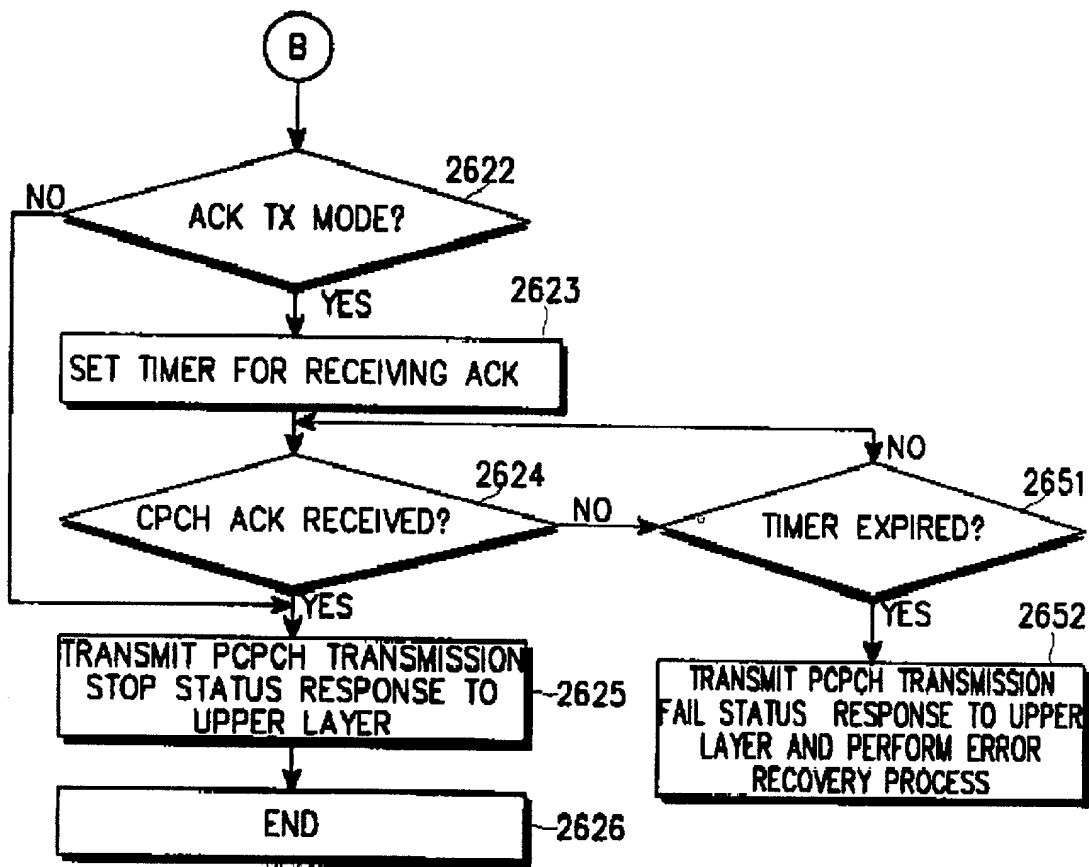 B
2622
NO
ACK TX MODE?
YES
2623
SET TIMER FOR RECEIVING ACK
NO
2624
2651
CPCH ACK RECEIVED?
NO
TIMER EXPIRED?
YES
YES
2652
TRANSMIT PCPCH TRANSMISSION
STOP STATUS RESPONSE TO
UPPER LAYER
2625
TRANSMIT PCPCH TRANSMISSION
FAIL STATUS RESPONSE TO UPPER
LAYER AND PERFORM ERROR
RECOVERY PROCESS
END
2626